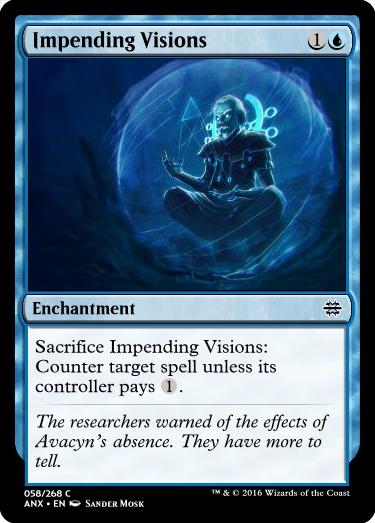 Impending Visions 1
Enchantment
Sacrifice Impending Visions:
Counter target spell unless its
controller pays 1.
The researchers warned of the effects of
Avacyn's absence. They have more to
tell.
058/268 C
ANX • EN Sander Mosk
™ & © 2016 Wizards of the Coast